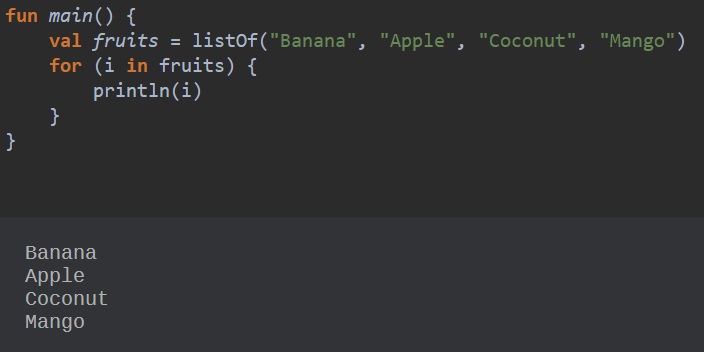 fun main() {
    val fruits = listOf("Banana", "Apple", "Coconut", "Mango")
    for (i in fruits) {
        println(i)
    }
}
Banana
Apple
Coconut
Mango